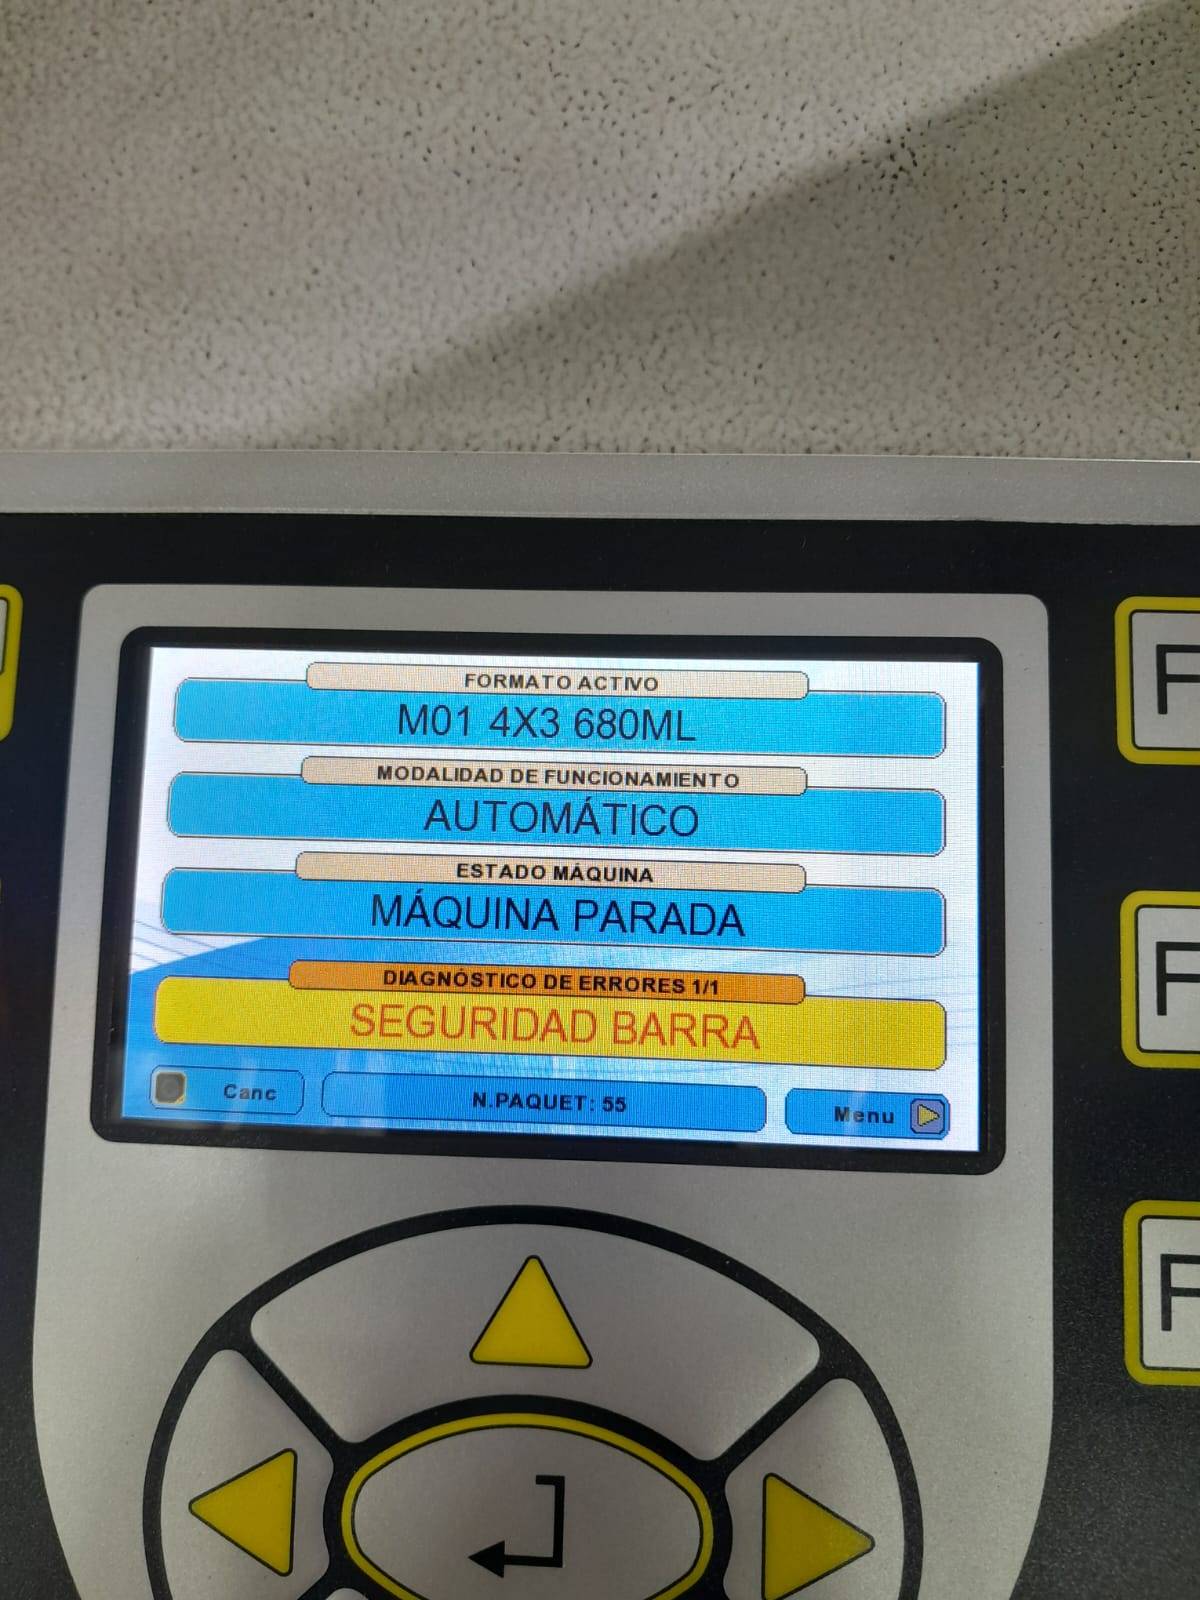 FORMATO ACTIVO
M01 4X3 680ML
MODALIDAD DE FUNCIONAMIENTO
AUTOMÁTICO
ESTADO MÁQUINA
MÁQUINA PARADA
DIAGNÓSTICO DE ERRORES 1/1
SEGURIDAD BARRA
Canc
N.PAQUET: 55
Menu
F
F
F